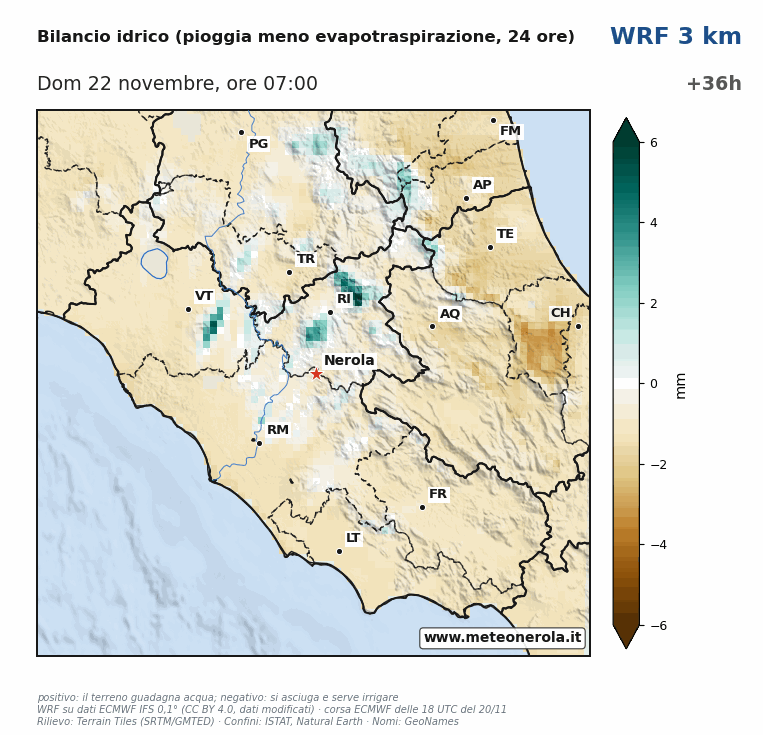 Bilancio idrico (pioggia meno evapotraspirazione, 24 ore)
WRF 3 km
Dom 22 novembre, ore 07:00
+36h
FM
PG
AP
TE
TR
VT
RI
AQ
CH
Nerola
RM
FR
LT
6
4
2
0
−2
−4
−6
mm
www.meteonerola.it
positivo: il terreno guadagna acqua; negativo: si asciuga e serve irrigare
WRF su dati ECMWF IFS 0,1° (CC BY 4.0, dati modificati) · corsa ECMWF delle 18 UTC del 20/11
Rilievo: Terrain Tiles (SRTM/GMTED) · Confini: ISTAT, Natural Earth · Nomi: GeoNames